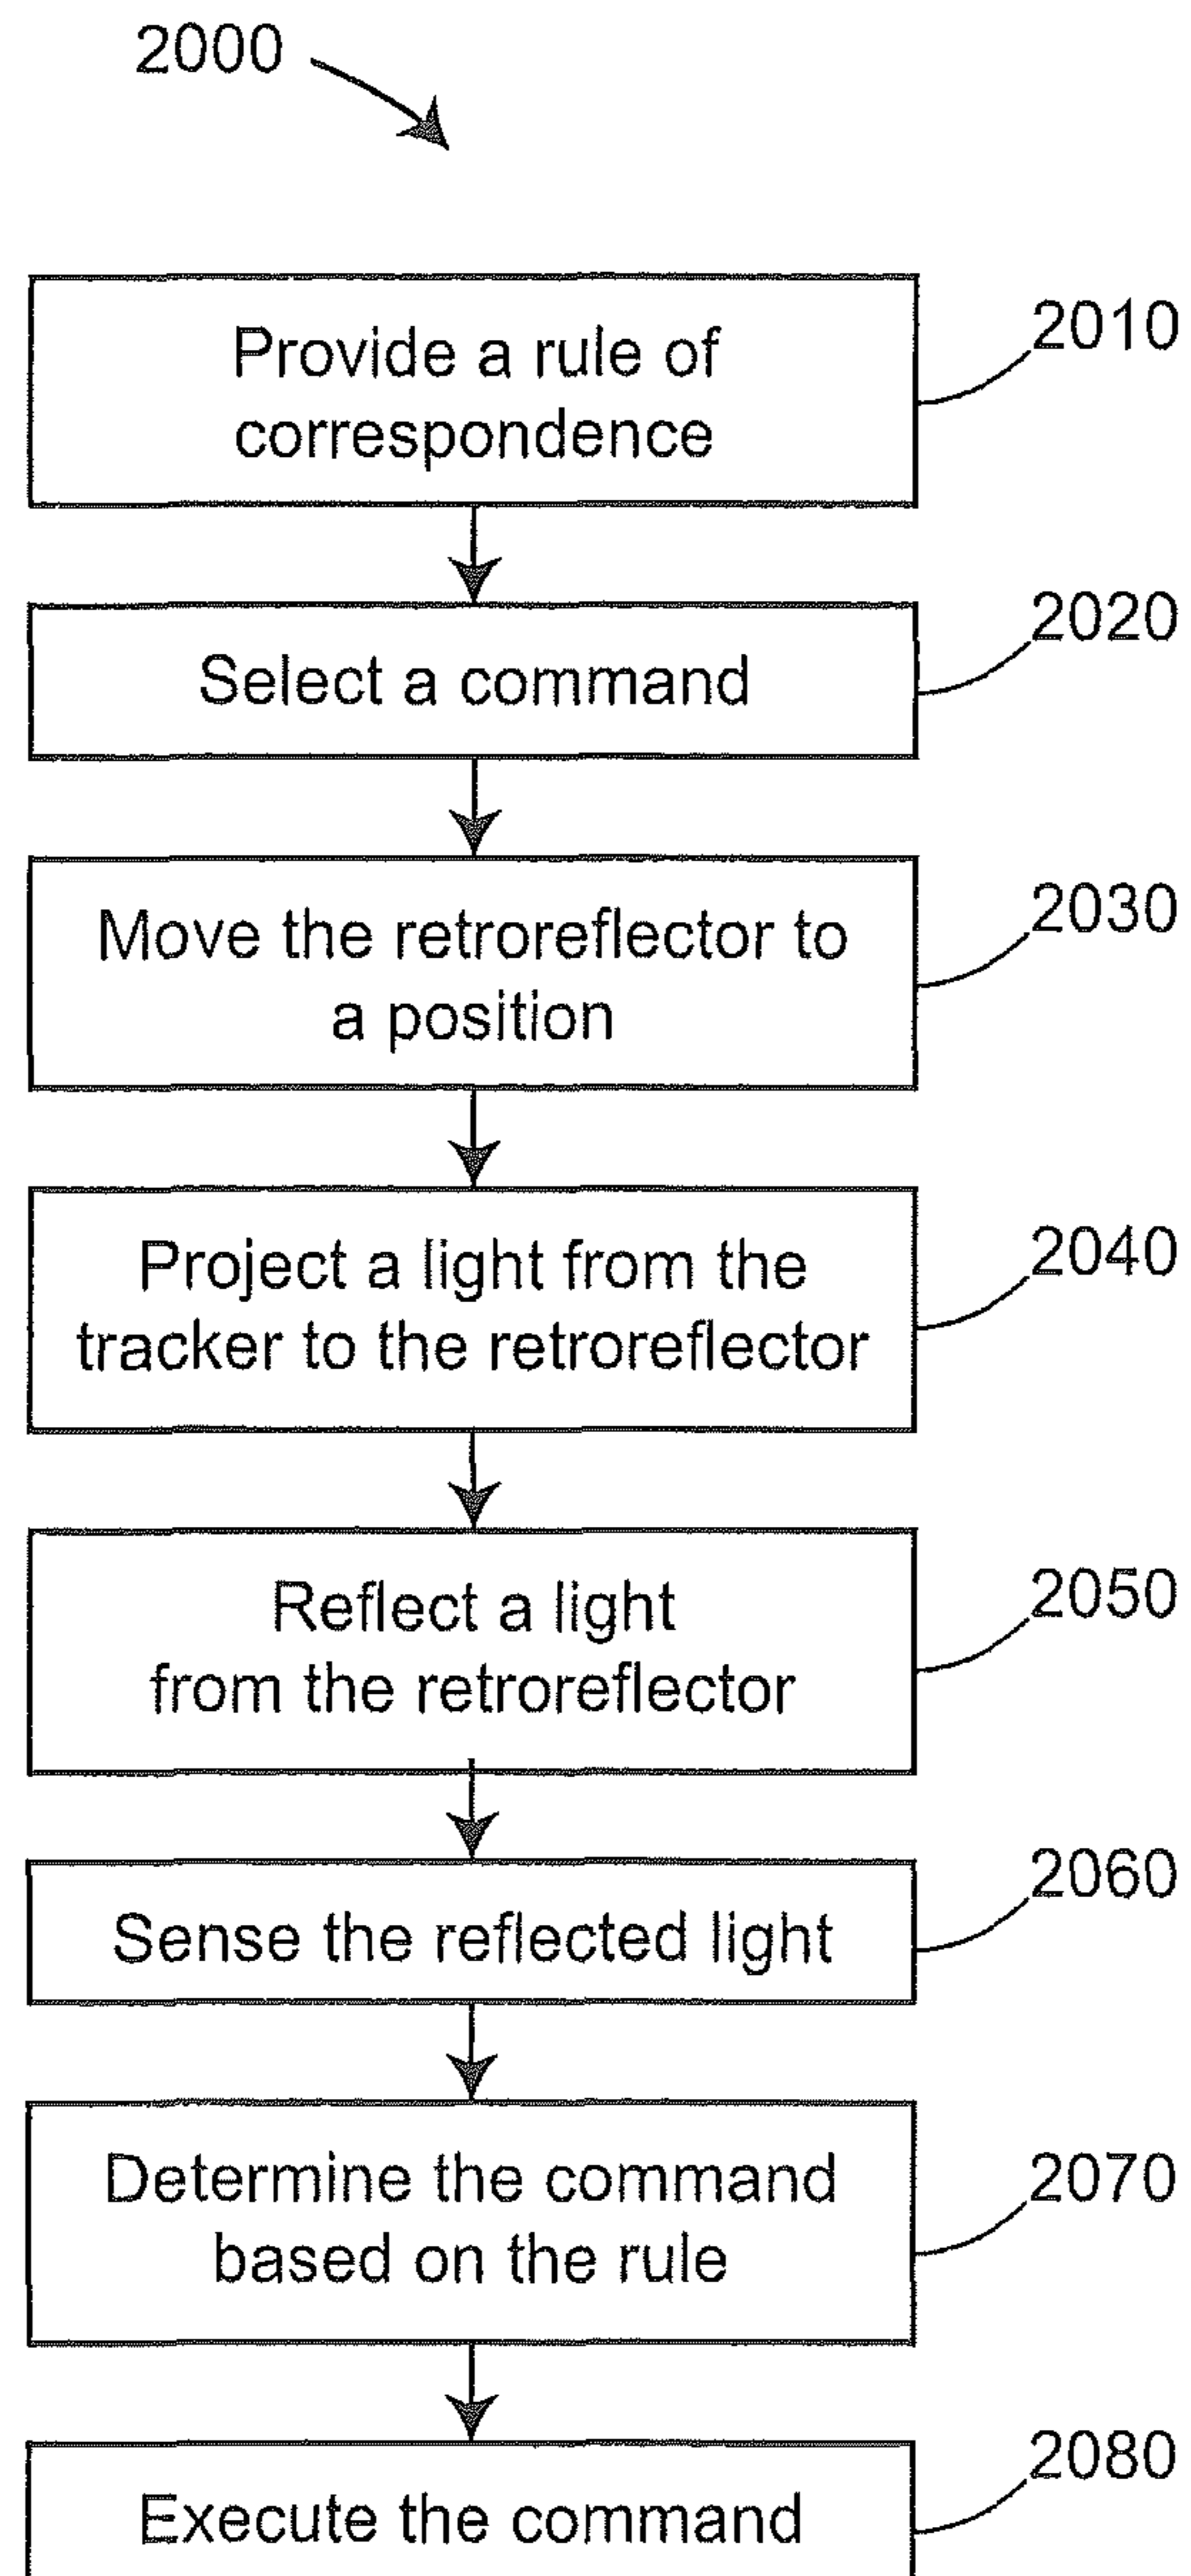 2000
Provide a rule of
correspondence
2010
Select a command
2020
Move the retroreflector to
a position
2030
Project a light from the
tracker to the retroreflector
2040
Reflect a light
from the retroreflector
2050
Sense the reflected light
2060
Determine the command
based on the rule
2070
Execute the command
2080